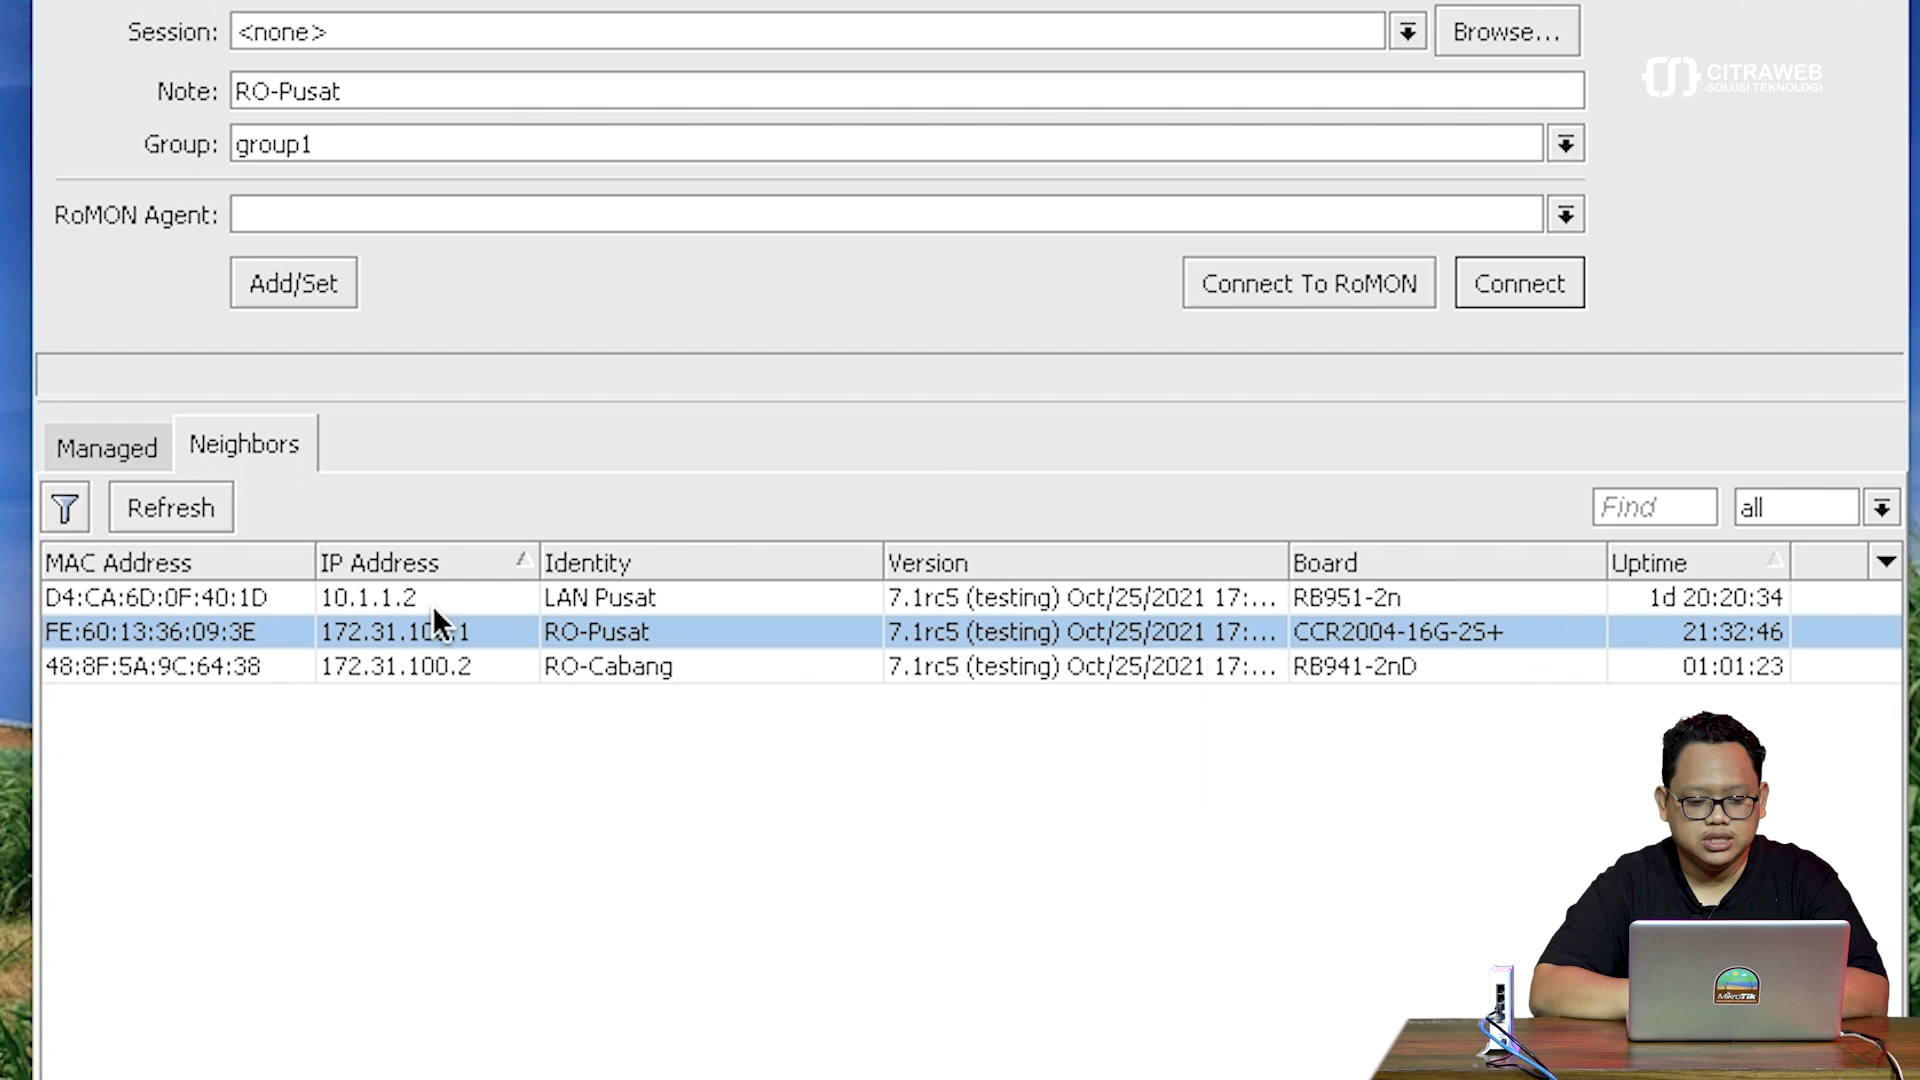 Session: <none> Browse...
CITRAWEB
SOLUSI TEKNOLOGI
Note: RO-Pusat
Group: group1
RoMON Agent:
Add/Set Connect To RoMON Connect
Managed Neighbors
Refresh Find all
MAC Address IP Address Identity Version Board Uptime
D4:CA:6D:0F:40:1D 10.1.1.2 LAN Pusat 7.1rc5 (testing) Oct/25/2021 17:... RB951-2n 1d 20:20:34
FE:60:13:36:09:3E RO-Pusat 7.1rc5 (testing) Oct/25/2021 17:... CCR2004-16G-2S+ 21:32:46
48:8F:5A:9C:64:38 172.31.100.2 RO-Cabang 7.1rc5 (testing) Oct/25/2021 17:... RB941-2nD 01:01:23
MikroTik